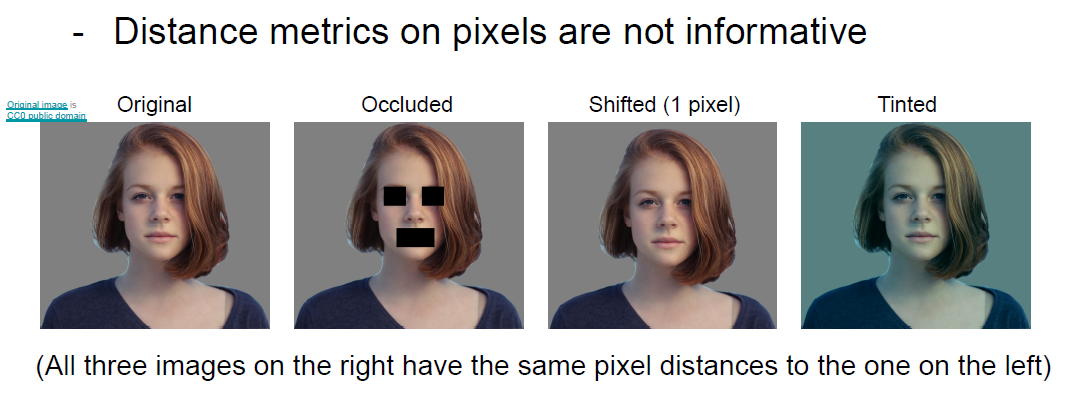 - Distance metrics on pixels are not informative
Original image is
CC0 public domain
Original
Occluded
Shifted (1 pixel)
Tinted
(All three images on the right have the same pixel distances to the one on the left)